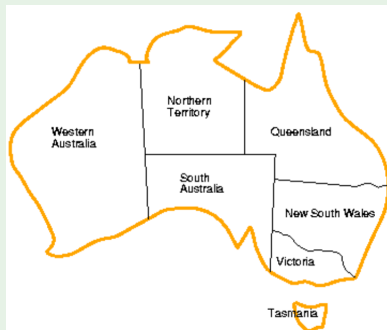 Northern
Territory
Western
Australia
Queensland
South
Australia
New South Wales
Victoria
Tasmania